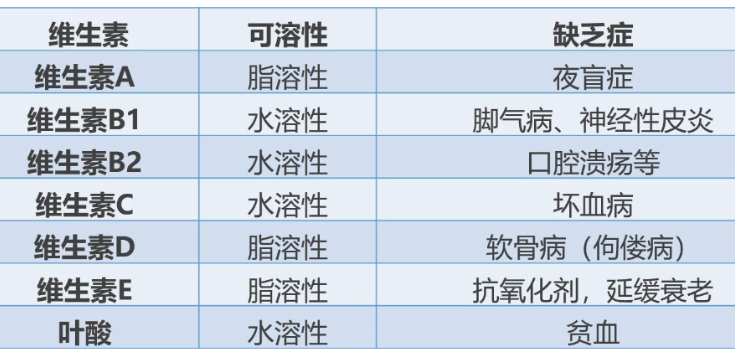 维生素 可溶性 缺乏症
维生素A 脂溶性 夜盲症
维生素B1 水溶性 脚气病、神经性皮炎
维生素B2 水溶性 口腔溃疡等
维生素C 水溶性 坏血病
维生素D 脂溶性 软骨病（佝偻病）
维生素E 脂溶性 抗氧化剂，延缓衰老
叶酸 水溶性 贫血